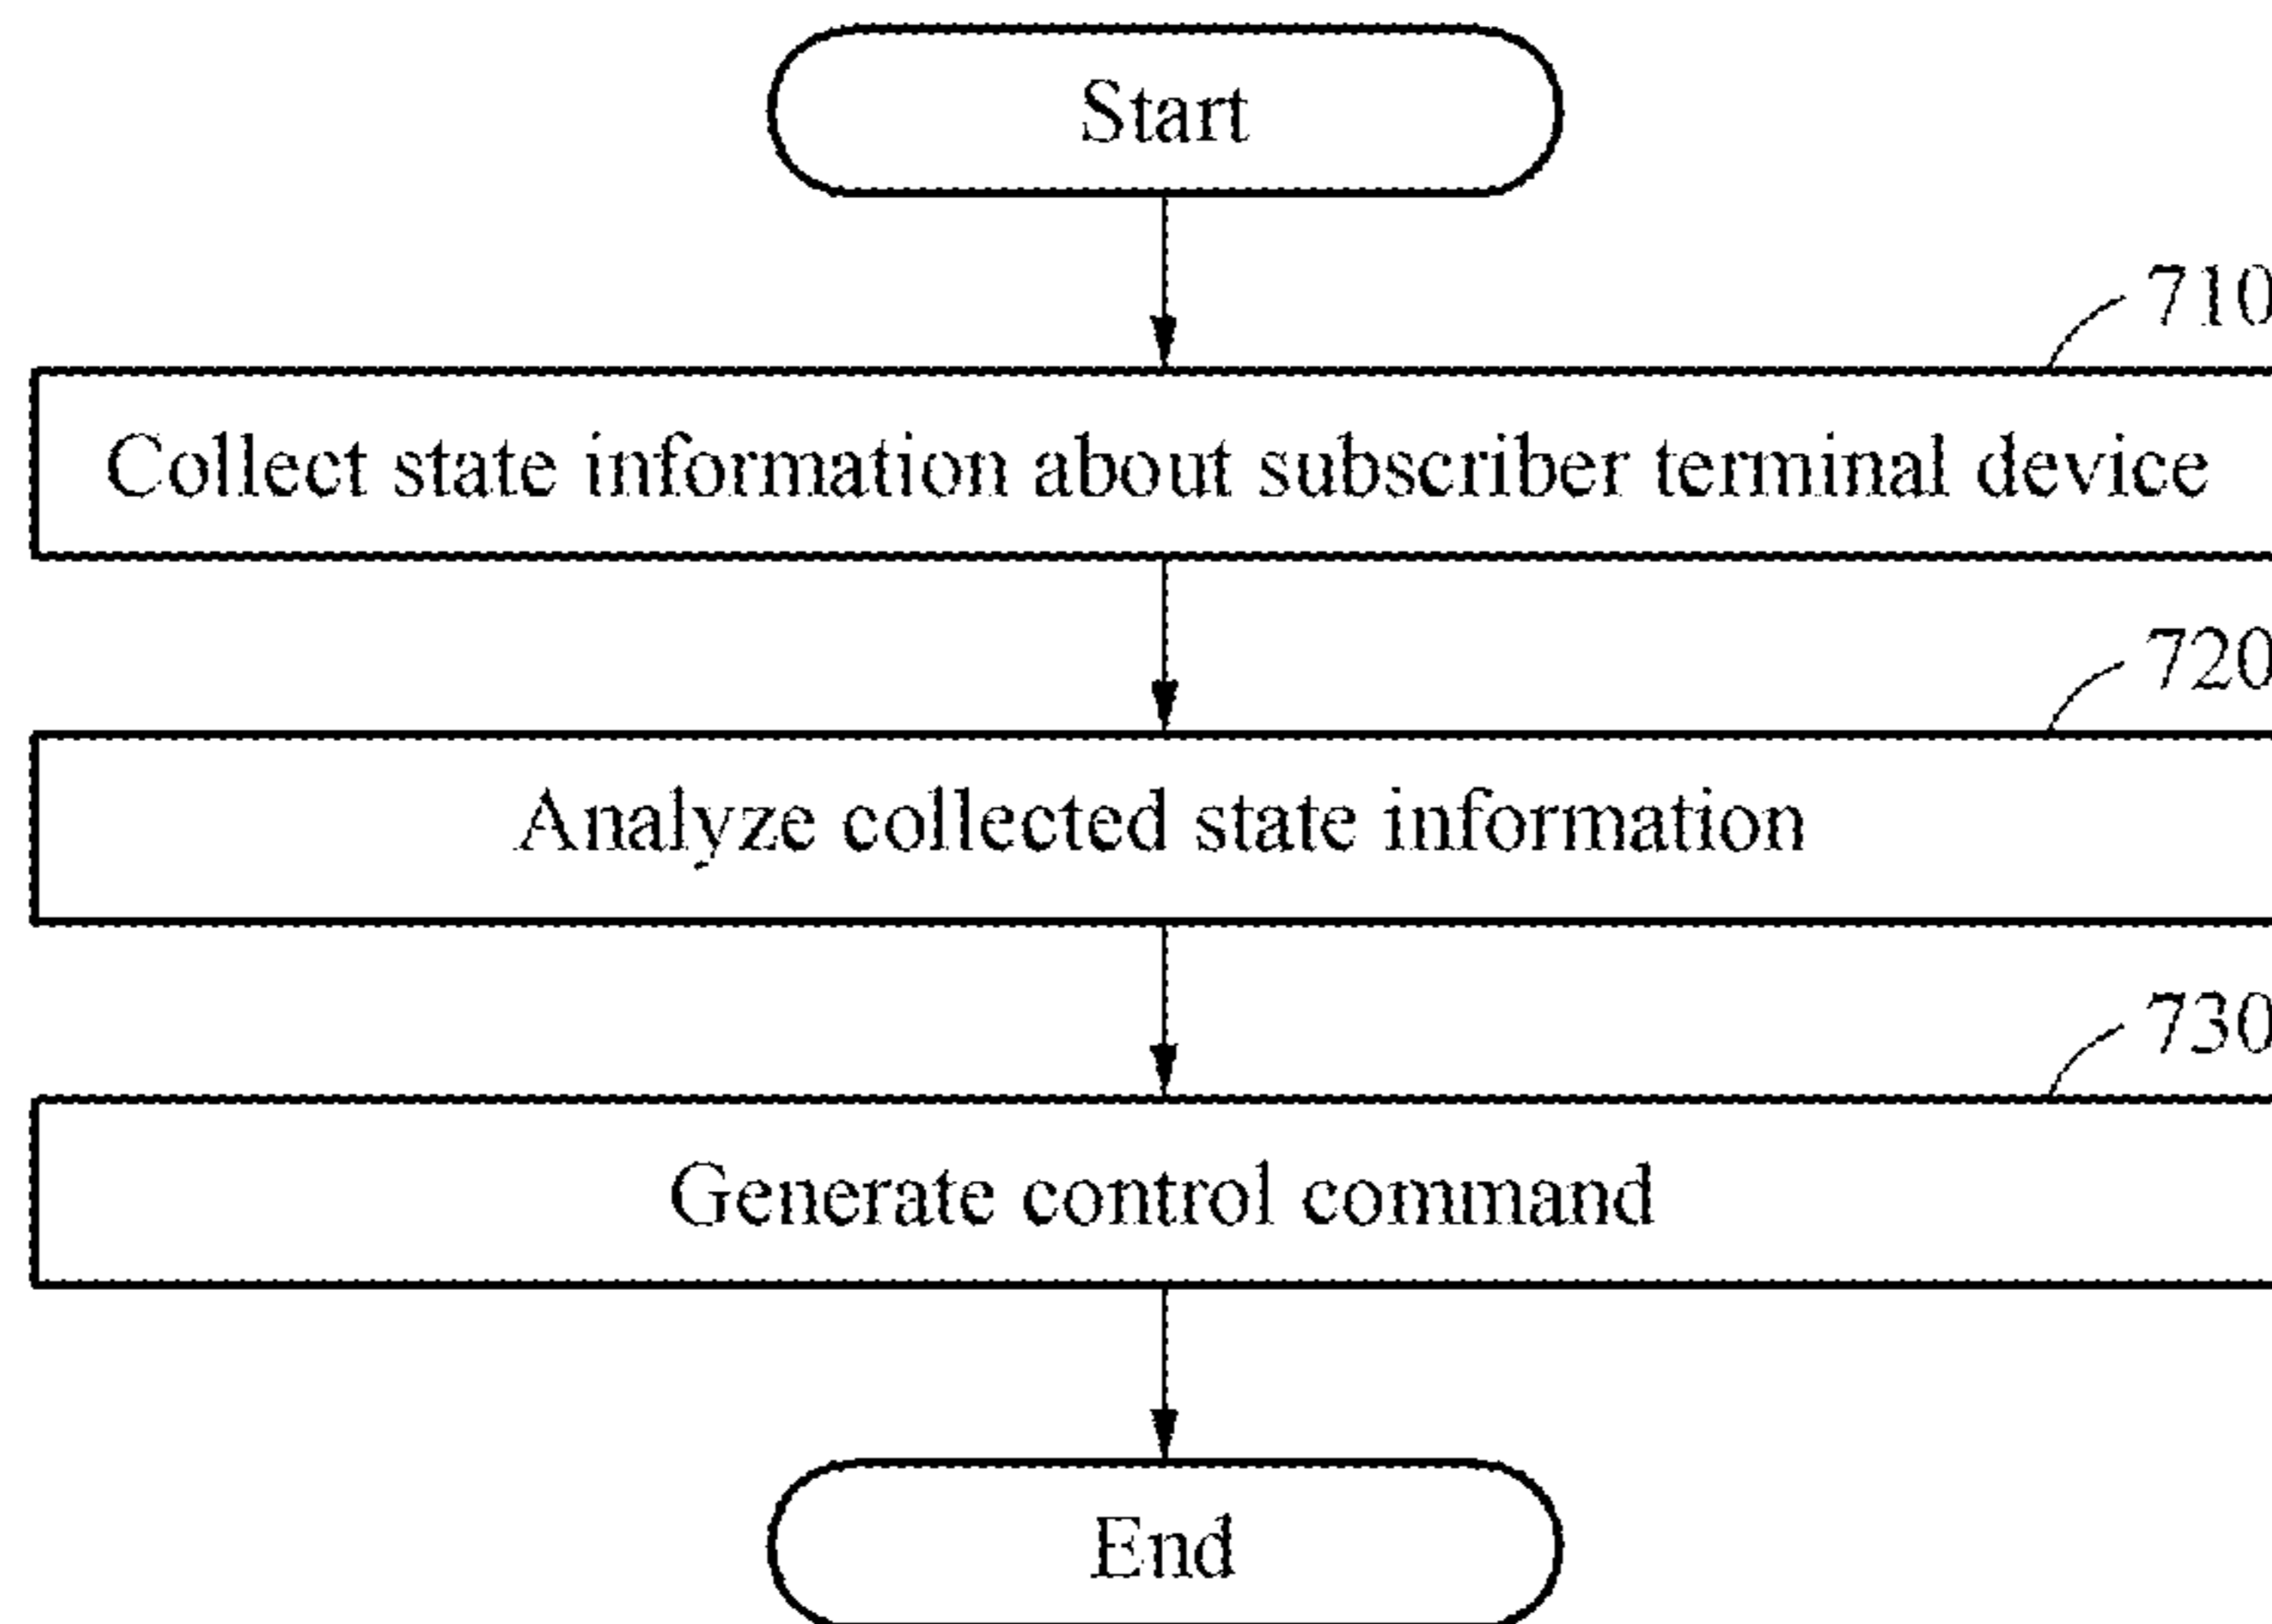 Start
710
Collect state information about subscriber terminal device
720
Analyze collected state information
730
Generate control command
End